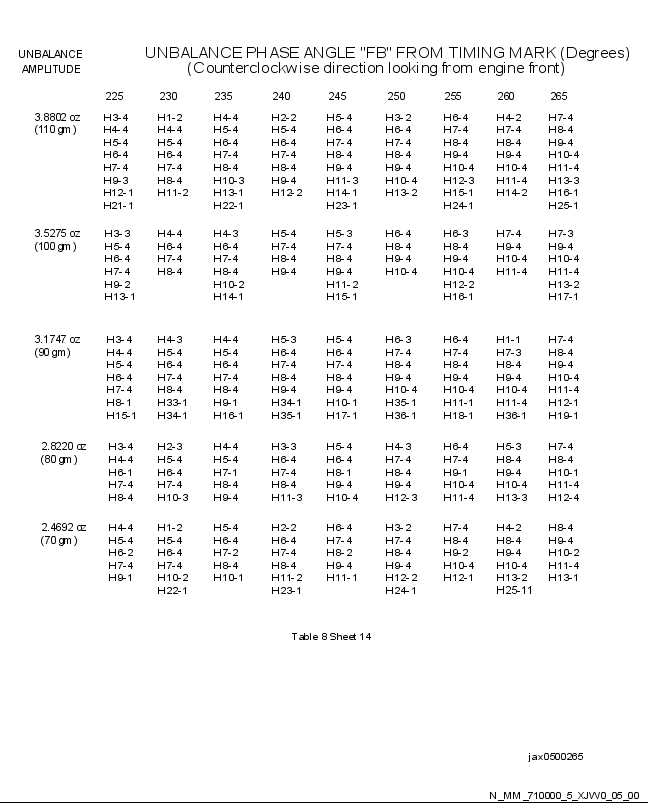 UNBALANCE PHASE ANGLE "FB" FROM TIMING MARK (Degrees)
(Counterclockwise direction looking from engine front)
UNBALANCE
AMPLITUDE
225 230 235 240 245 250 255 260 265
3.8802 oz H3-4 H1-2 H4-4 H2-2 H5-4 H3-2 H6-4 H4-2 H7-4
(110 gm) H4-4 H4-4 H5-4 H5-4 H6-4 H6-4 H7-4 H7-4 H8-4
H5-4 H5-4 H6-4 H6-4 H7-4 H7-4 H8-4 H8-4 H9-4
H6-4 H6-4 H7-4 H7-4 H8-4 H8-4 H9-4 H9-4 H10-4
H7-4 H7-4 H8-4 H8-4 H9-4 H9-4 H10-4 H10-4 H11-4
H9-3 H8-4 H10-3 H9-4 H11-3 H10-4 H12-3 H11-4 H13-3
H12-1 H11-2 H13-1 H12-2 H14-1 H13-2 H15-1 H14-2 H16-1
H21-1 H22-1 H23-1 H24-1 H25-1
3.5275 oz H3-3 H4-4 H4-3 H5-4 H5-3 H6-4 H6-3 H7-4 H7-3
(100 gm) H5-4 H6-4 H6-4 H7-4 H7-4 H8-4 H8-4 H9-4 H9-4
H6-4 H7-4 H7-4 H8-4 H8-4 H9-4 H9-4 H10-4 H10-4
H7-4 H8-4 H8-4 H9-4 H9-4 H10-4 H10-4 H11-4 H11-4
H9-2 H10-2 H11-2 H12-2 H13-2
H13-1 H14-1 H15-1 H16-1 H17-1
3.1747 oz H3-4 H4-3 H4-4 H5-3 H5-4 H6-3 H6-4 H1-1 H7-4
(90 gm) H4-4 H5-4 H5-4 H6-4 H6-4 H7-4 H7-4 H7-3 H8-4
H5-4 H6-4 H6-4 H7-4 H7-4 H8-4 H8-4 H8-4 H9-4
H6-4 H7-4 H7-4 H8-4 H8-4 H9-4 H9-4 H9-4 H10-4
H7-4 H8-4 H8-4 H9-4 H9-4 H10-4 H10-4 H10-4 H11-4
H8-1 H33-1 H9-1 H34-1 H10-1 H35-1 H11-1 H11-4 H12-1
H15-1 H34-1 H16-1 H35-1 H17-1 H36-1 H18-1 H36-1 H19-1
2.8220 oz H3-4 H2-3 H4-4 H3-3 H5-4 H4-3 H6-4 H5-3 H7-4
(80 gm) H4-4 H5-4 H5-4 H6-4 H6-4 H7-4 H7-4 H8-4 H8-4
H6-1 H6-4 H7-1 H7-4 H8-1 H8-4 H9-1 H9-4 H10-1
H7-4 H7-4 H8-4 H8-4 H9-4 H9-4 H10-4 H10-4 H11-4
H8-4 H10-3 H9-4 H11-3 H10-4 H12-3 H11-4 H13-3 H12-4
2.4692 oz H4-4 H1-2 H5-4 H2-2 H6-4 H3-2 H7-4 H4-2 H8-4
(70 gm) H5-4 H5-4 H6-4 H6-4 H7-4 H7-4 H8-4 H8-4 H9-4
H6-2 H6-4 H7-2 H7-4 H8-2 H8-4 H9-2 H9-4 H10-2
H7-4 H7-4 H8-4 H8-4 H9-4 H9-4 H10-4 H10-4 H11-4
H9-1 H10-2 H10-1 H11-2 H11-1 H12-2 H12-1 H13-2 H13-1
H22-1 H23-1 H24-1 H25-11
Table 8 Sheet 14
jax0500265
N_MM_710000_5_XJW0_05_00